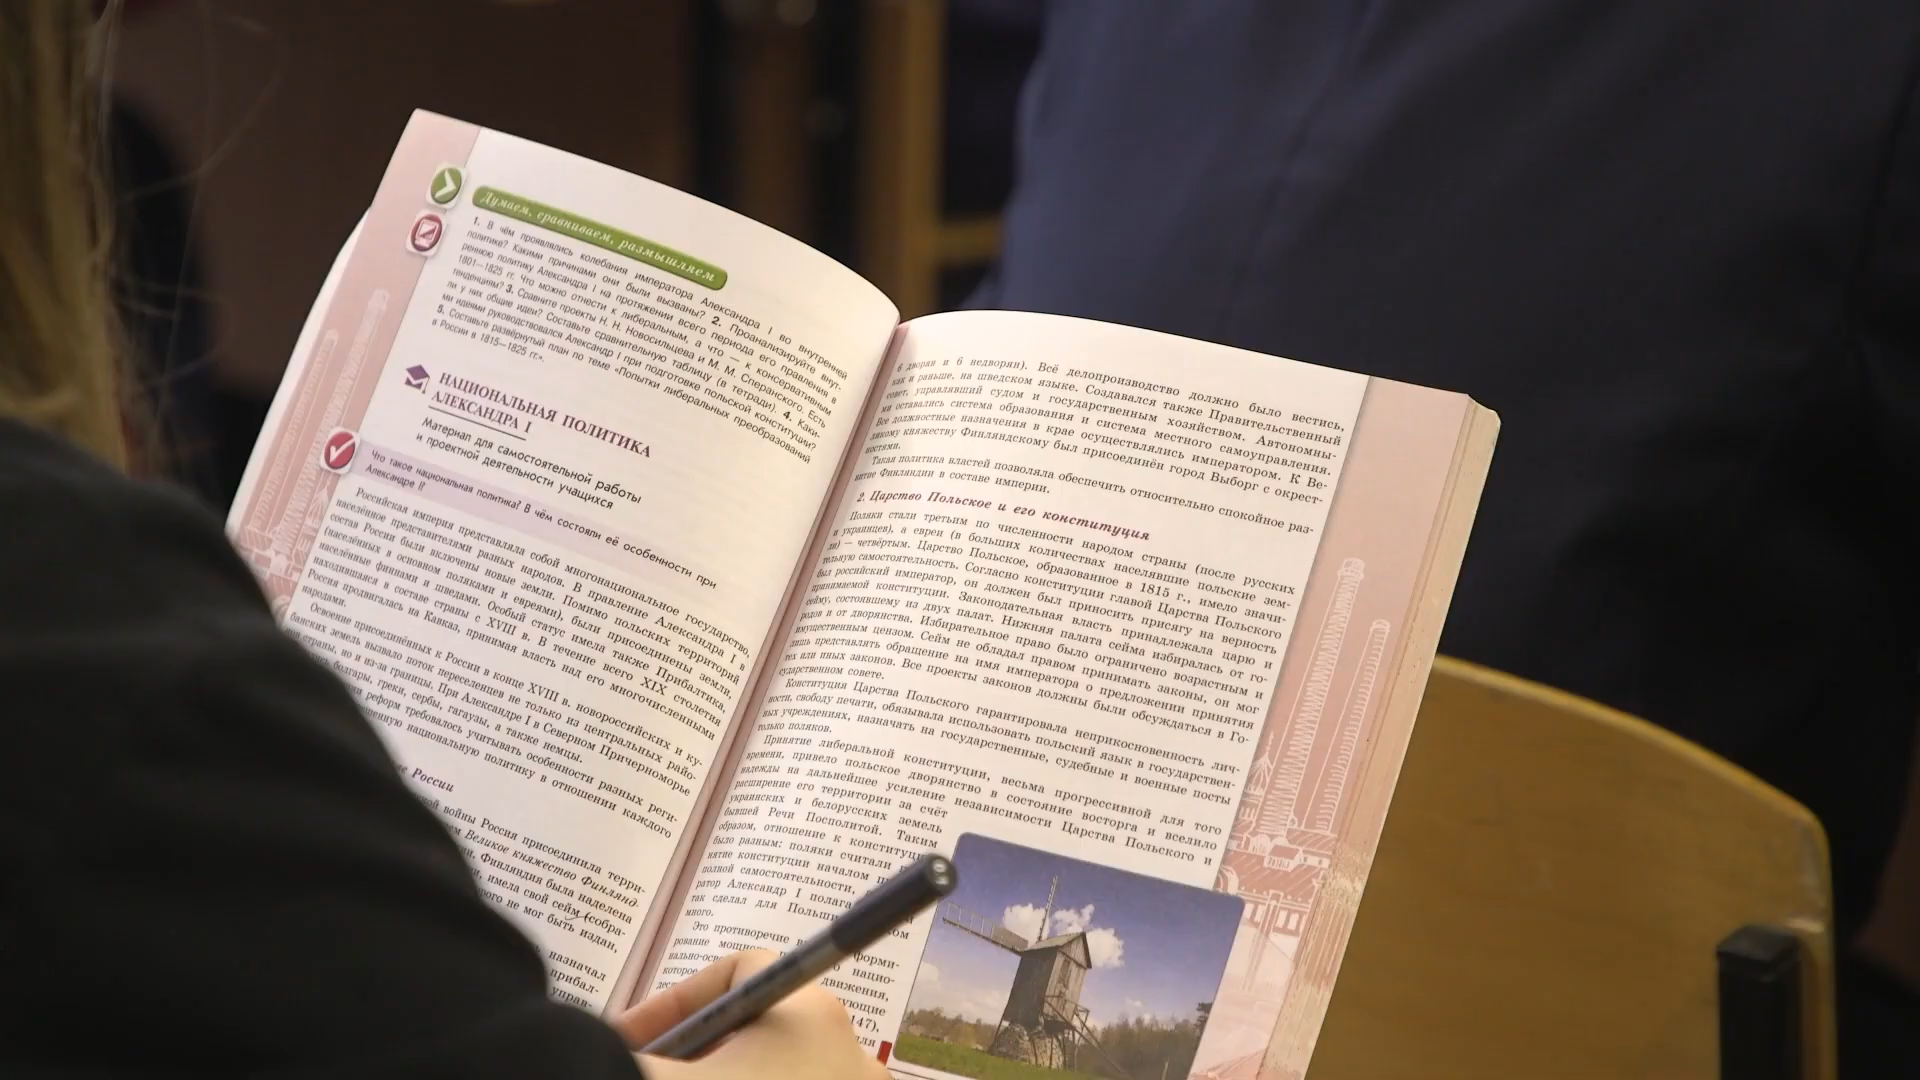 Думаем, сравниваем, размышляем
1. В чём проявлялись колебания императора Александра I во внутренней
политике? Какими причинами они были вызваны? 2. Проанализируйте внут-
реннюю политику Александра I на протяжении всего периода его правления в
1801—1825 гг. Что можно отнести к либеральным, а что — к консервативным
тенденциям? 3. Сравните проекты Н. Н. Новосильцева и М. М. Сперанского. Есть
ли у них общие идеи? Составьте сравнительную таблицу (в тетради). 4. Каки-
ми идеями руководствовался Александр I при подготовке польской конституции?
5. Составьте развёрнутый план по теме «Попытки либеральных преобразований
в России в 1815—1825 гг.».
НАЦИОНАЛЬНАЯ ПОЛИТИКА
АЛЕКСАНДРА I
Материал для самостоятельной работы
и проектной деятельности учащихся
Что такое национальная политика? В чём состояли её особенности при
Александре I?
Российская империя представляла собой многонациональное государство,
населённое представителями разных народов. В правление Александра I в
состав России были включены новые земли. Помимо польских территорий
(населённых в основном поляками и евреями), были присоединены земли,
населённые финнами и шведами. Особый статус имела также Прибалтика,
находившаяся в составе страны с XVIII в. В течение всего XIX столетия
Россия продвигалась на Кавказ, принимая власть над его многочисленными
народами.
Освоение присоединённых к России в конце XVIII в. новороссийских и ку-
банских земель вызвало поток переселенцев не только из центральных райо-
страны, но и из-за границы. При Александре I в Северном Причерноморье
болгары, греки, сербы, гагаузы, а также немцы.
реформ требовалось учитывать особенности разных реги-
национальную политику в отношении каждого
России
войны Россия присоединила терри-
Великое княжество Финлянд-
Финляндия была наделена
имела свой сейм (собра-
не мог быть издан,
назначал
прибал-
управ-
6 дворян и 6 недворян). Всё делопроизводство должно было вестись,
как и раньше, на шведском языке. Создавался также Правительственный
совет, управлявший судом и государственным хозяйством. Автономны-
ми оставались система образования и система местного самоуправления.
Все должностные назначения в крае осуществлялись императором. К Ве-
ликому княжеству Финляндскому был присоединён город Выборг с окрест-
ностями.
Такая политика властей позволяла обеспечить относительно спокойное раз-
витие Финляндии в составе империи.
2. Царство Польское и его конституция
Поляки стали третьим по численности народом страны (после русских
и украинцев), а евреи (в больших количествах населявшие польские зем-
ли) — четвёртым. Царство Польское, образованное в 1815 г., имело значи-
тельную самостоятельность. Согласно конституции главой Царства Польского
был российский император, он должен был приносить присягу на верность
принимаемой конституции. Законодательная власть принадлежала царю и
сейму, состоявшему из двух палат. Нижняя палата сейма избиралась от го-
родов и от дворянства. Избирательное право было ограничено возрастным и
имущественным цензом. Сейм не обладал правом принимать законы, он мог
лишь представлять обращение на имя императора о предложении принятия
тех или иных законов. Все проекты законов должны были обсуждаться в Го-
сударственном совете.
Конституция Царства Польского гарантировала неприкосновенность лич-
ности, свободу печати, обязывала использовать польский язык в государствен-
ных учреждениях, назначать на государственные, судебные и военные посты
только поляков.
Принятие либеральной конституции, весьма прогрессивной для того
времени, привело польское дворянство в состояние восторга и вселило
надежды на дальнейшее усиление независимости Царства Польского и
расширение его территории за счёт
украинских и белорусских земель
бывшей Речи Посполитой. Таким
образом, отношение к конституц
было разным: поляки считали
нятие конституции началом
полной самостоятельности,
ратор Александр I полага
так сделал для Польши
много.
Это противоречие форми-
рование мощно нацио-
нально-осв движения,
которое
147),